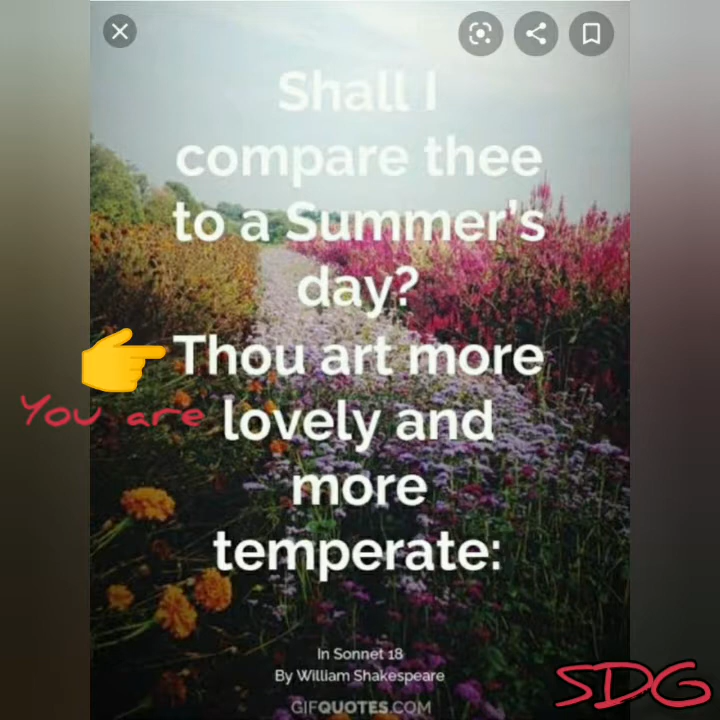 Shall I
compare thee
to a Summer's
day?
Thou art more
You are
lovely and
more
temperate:
In Sonnet 18
By William Shakespeare
GIFQUOTES.COM
SDG